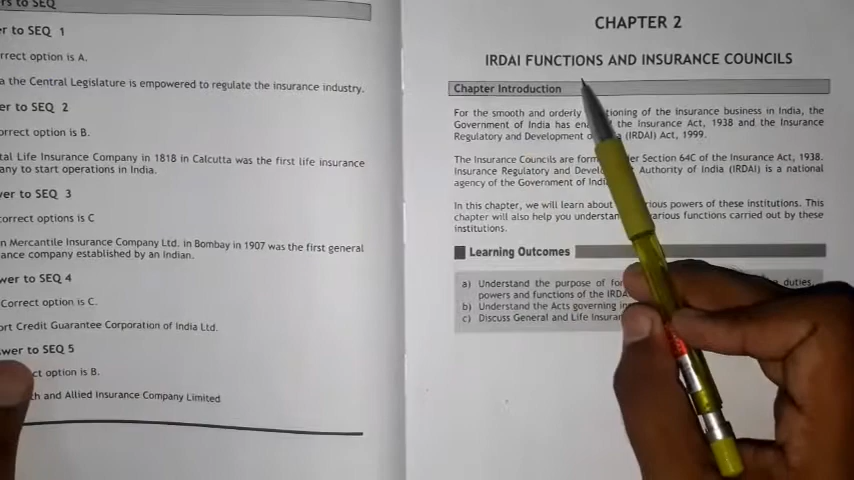 rs to SEQ
er to SEQ 1
rrect option is A.
a the Central Legislature is empowered to regulate the insurance industry.
er to SEQ 2
orrect option is B.
tal Life Insurance Company in 1818 in Calcutta was the first life insurance
any to start operations in India.
wer to SEQ 3
correct options is C
n Mercantile Insurance Company Ltd. in Bombay in 1907 was the first general
ance company established by an Indian.
wer to SEQ 4
Correct option is C.
ort Credit Guarantee Corporation of India Ltd.
wer to SEQ 5
ct option is B.
th and Allied Insurance Company Limited
CHAPTER 2
IRDAI FUNCTIONS AND INSURANCE COUNCILS
Chapter Introduction
For the smooth and orderly tioning of the insurance business in India, the
Government of India has the Insurance Act, 1938 and the Insurance
Regulatory and Development (IRDAI) Act, 1999.
The Insurance Councils are Section 64C of the Insurance Act, 1938.
Insurance Regulatory and Authority of India (IRDAI) is a national
agency of the Government of
In this chapter, we will learn about various powers of these institutions. This
chapter will also help you various functions carried out by these
institutions.
Learning Outcomes
a) Understand the purpose of duties,
powers and functions of the
b) Understand the Acts governing
c) Discuss General and Life